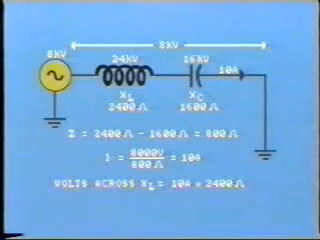 8KV
8KV
24KV
16KV
10A
XL
XC
2400Ω
1600Ω
Z = 2400Ω - 1600Ω = 800Ω
I = 8000V / 800Ω = 10A
VOLTS ACROSS XL = 10A × 2400Ω